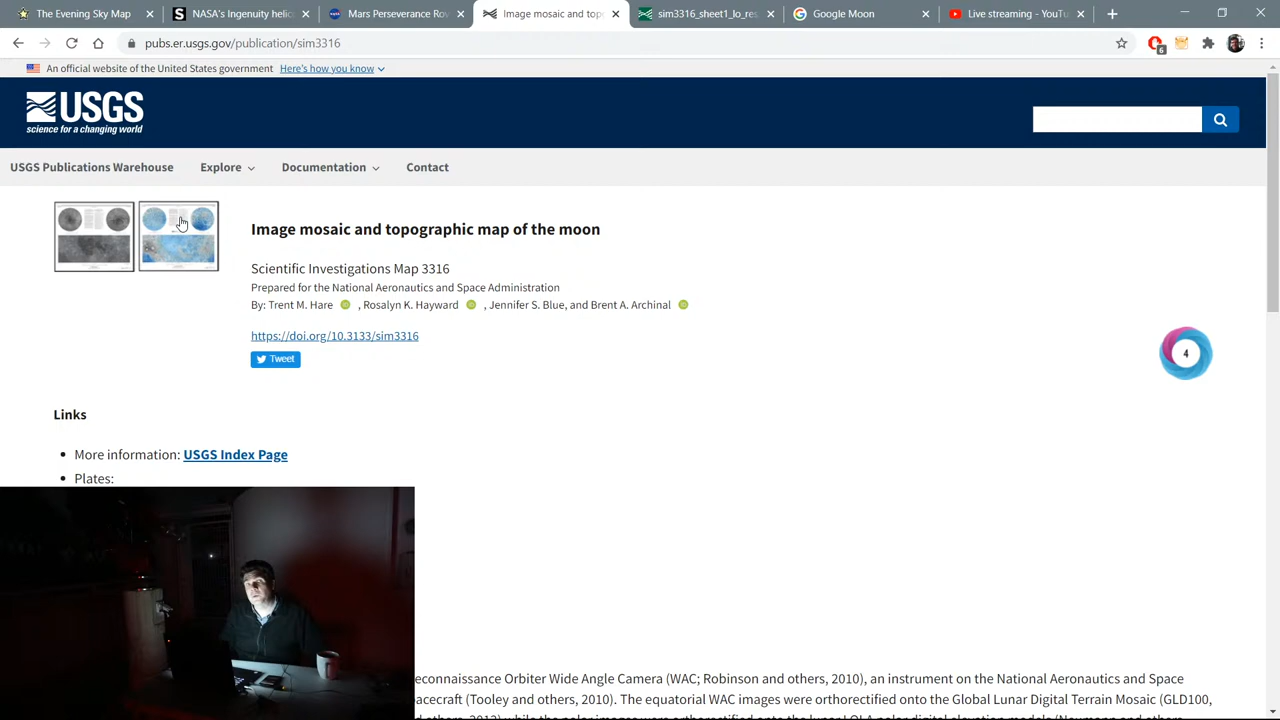 The Evening Sky Map
NASA's Ingenuity helic
Mars Perseverance Rov
Image mosaic and topo
sim3316_sheet1_lo_res
Google Moon
Live streaming - YouTu
pubs.er.usgs.gov/publication/sim3316
6
An official website of the United States government Here's how you know
USGS
science for a changing world
USGS Publications Warehouse Explore Documentation Contact
Image mosaic and topographic map of the moon
Scientific Investigations Map 3316
Prepared for the National Aeronautics and Space Administration
By: Trent M. Hare , Rosalyn K. Hayward , Jennifer S. Blue, and Brent A. Archinal
https://doi.org/10.3133/sim3316
Tweet
4
Links
More information: USGS Index Page
Plates:
econnaissance Orbiter Wide Angle Camera (WAC; Robinson and others, 2010), an instrument on the National Aeronautics and Space
acecraft (Tooley and others, 2010). The equatorial WAC images were orthorectified onto the Global Lunar Digital Terrain Mosaic (GLD100,